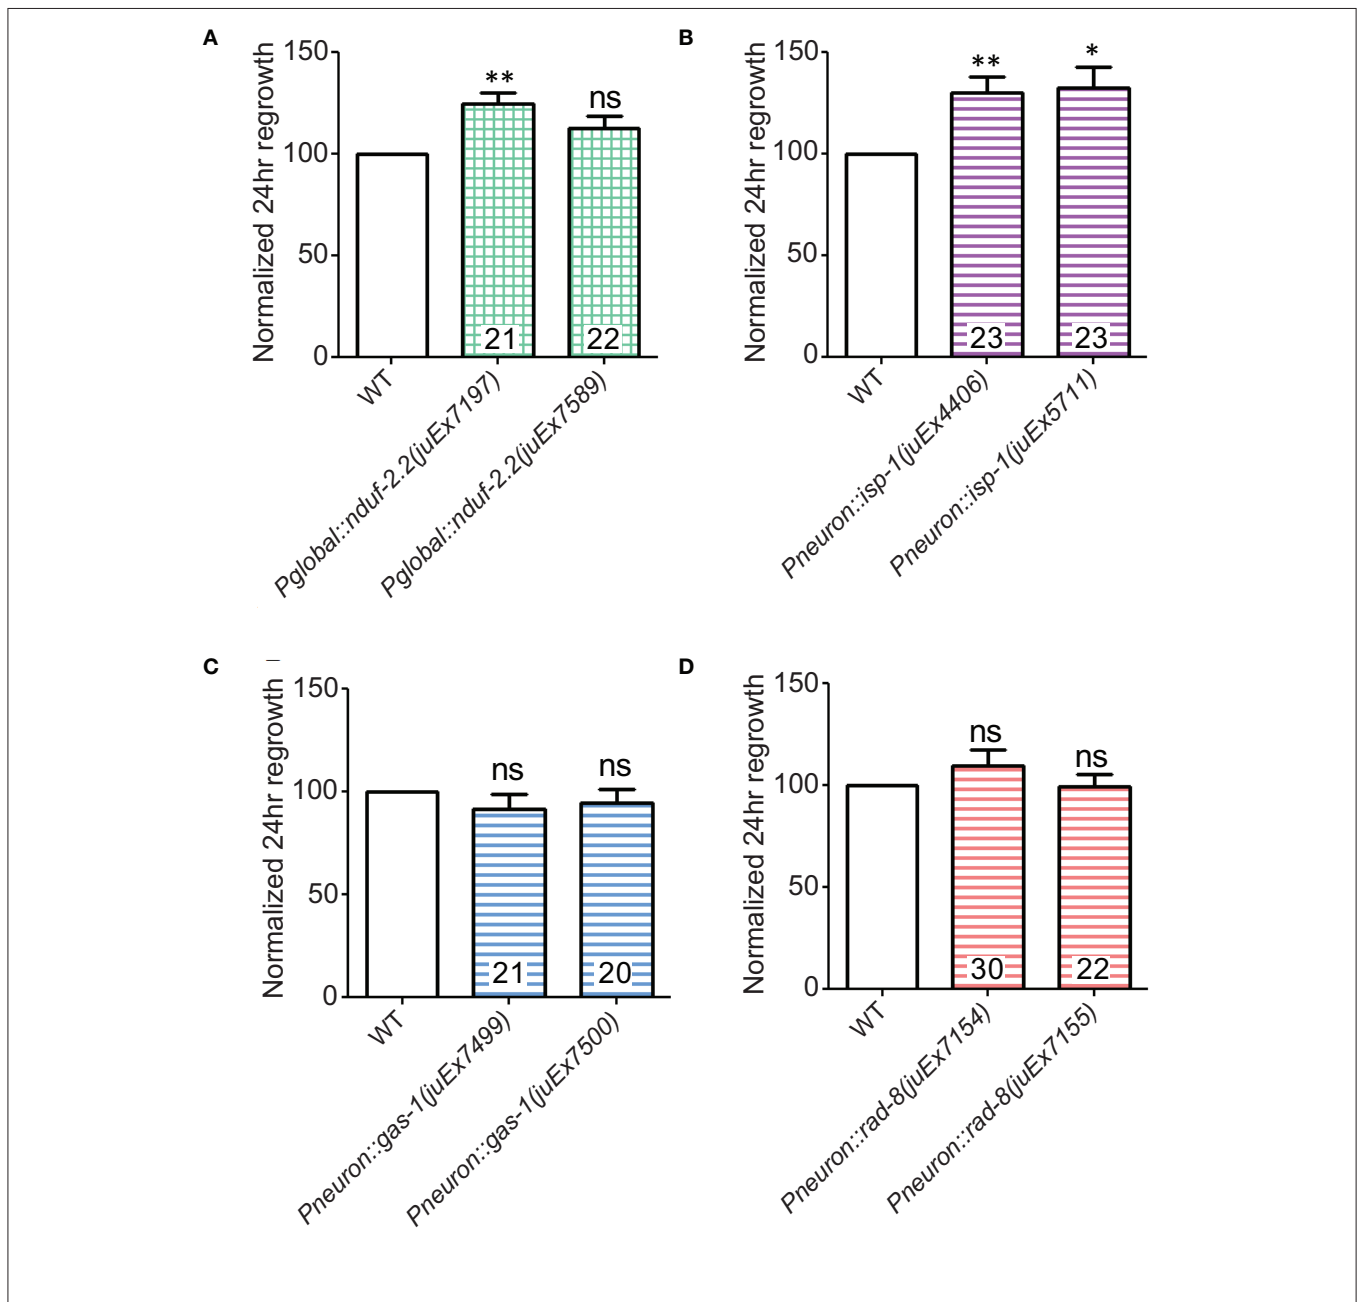 A
Normalized 24hr regrowth
150
100
50
0
**
ns
21
22
WT
Pglobal::nduf-2.2(juEx7197)
Pglobal::nduf-2.2(juEx7589)
B
Normalized 24hr regrowth
150
100
50
0
**
*
23
23
WT
Pneuron::isp-1(juEx4406)
Pneuron::isp-1(juEx5711)
C
Normalized 24hr regrowth
150
100
50
0
ns
ns
21
20
WT
Pneuron::gas-1(juEx7499)
Pneuron::gas-1(juEx7500)
D
Normalized 24hr regrowth
150
100
50
0
ns
ns
30
22
WT
Pneuron::rad-8(juEx7154)
Pneuron::rad-8(juEx7155)